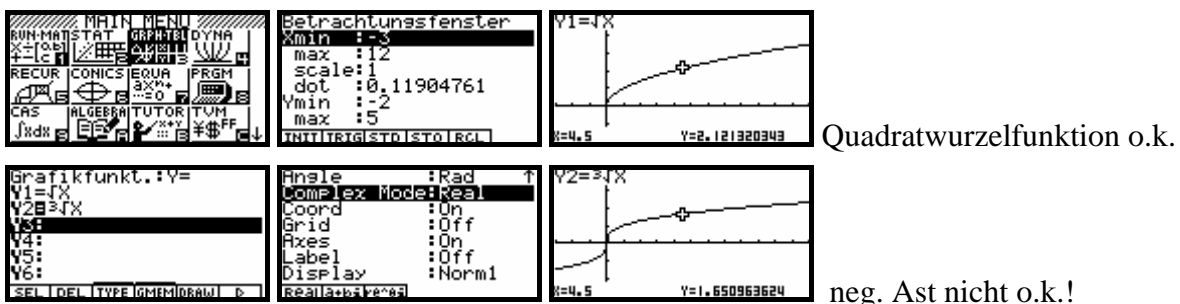 MAIN MENU
RUN·MAT STAT GRPH·TBL DYNA
RECUR CONICS EQUA PRGM
CAS ALGEBRA TUTOR TVM
Betrachtungsfenster
Xmin :-3
max :12
scale:1
dot :0.11904761
Ymin :-2
max :5
INIT TRIG STD STO RCL
Y1=√X
X=4.5 Y=2.121320343
Quadratwurzelfunktion o.k.
Grafikfunkt.:Y=
Y1=√X
Y2=³√X
Y3:
Y4:
Y5:
Y6:
SEL DEL TYPE GMEM DRAW ▷
Angle :Rad ↑
Complex Mode:Real
Coord :On
Grid :Off
Axes :On
Label :Off
Display :Norm1
Real a+bi re^θi
Y2=³√X
X=4.5 Y=1.650963624
neg. Ast nicht o.k.!